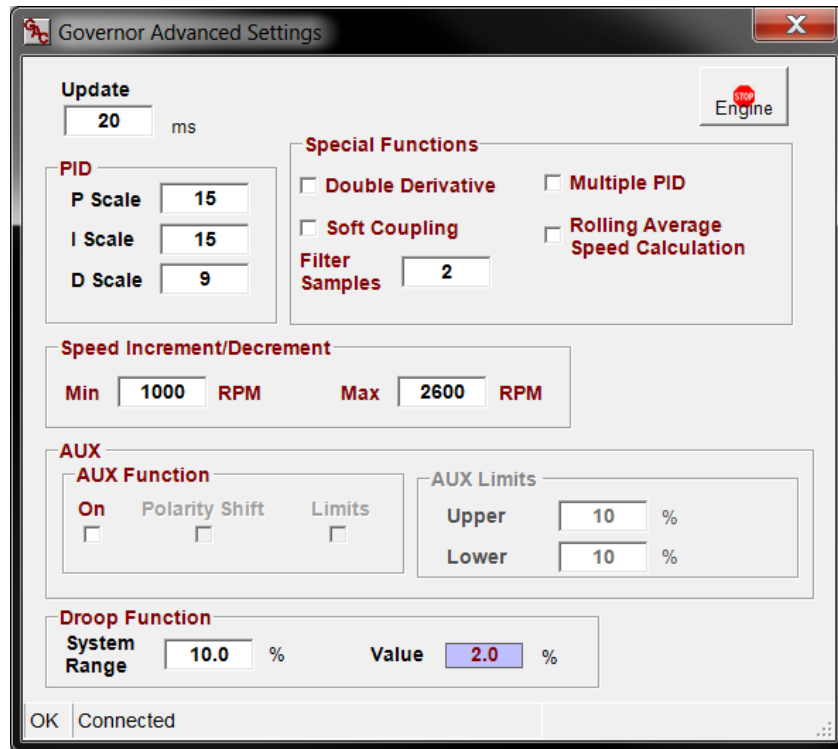 GAC Governor Advanced Settings
Update
20 ms
STOP
Engine
PID
P Scale 15
I Scale 15
D Scale 9
Special Functions
Double Derivative
Multiple PID
Soft Coupling
Rolling Average
Speed Calculation
Filter
Samples 2
Speed Increment/Decrement
Min 1000 RPM Max 2600 RPM
AUX
AUX Function
On Polarity Shift Limits
AUX Limits
Upper 10 %
Lower 10 %
Droop Function
System
Range 10.0 % Value 2.0 %
OK Connected